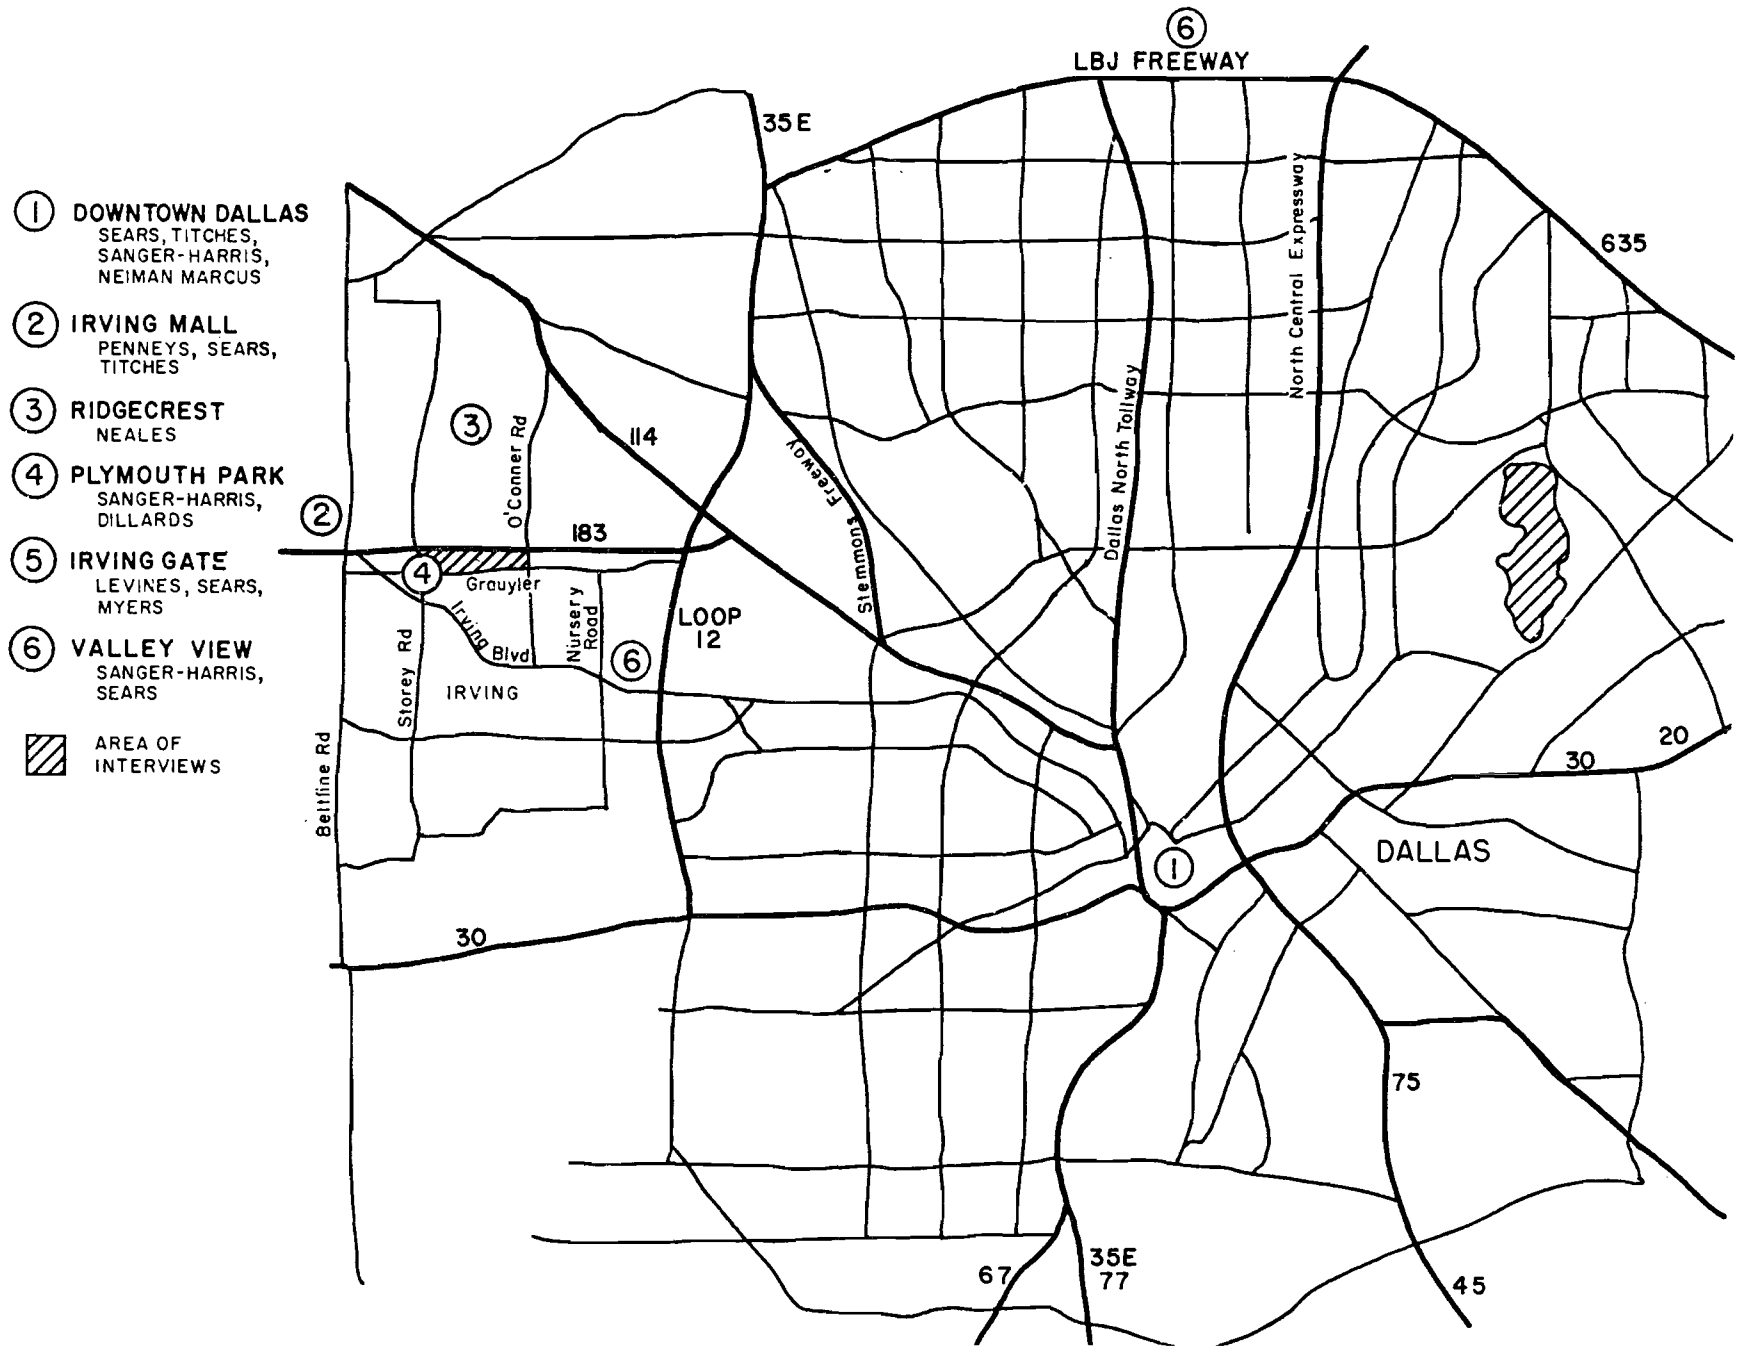 6
LBJ FREEWAY
35E
635
North Central Expressway
1 DOWNTOWN DALLAS
SEARS, TITCHES,
SANGER-HARRIS,
NEIMAN MARCUS
2 IRVING MALL
PENNEYS, SEARS,
TITCHES
3 RIDGECREST
NEALES
4 PLYMOUTH PARK
SANGER-HARRIS,
DILLARDS
5 IRVING GATE
LEVINES, SEARS,
MYERS
6 VALLEY VIEW
SANGER-HARRIS,
SEARS
AREA OF
INTERVIEWS
3
O'Conner Rd
114
Stemmons Freeway
Dallas North Tollway
2
183
4
Grauyler
Irving Blvd
Nursery
Road
6
LOOP
12
Storey Rd
IRVING
Beltline Rd
20
30
DALLAS
1
30
75
67
35E
77
45